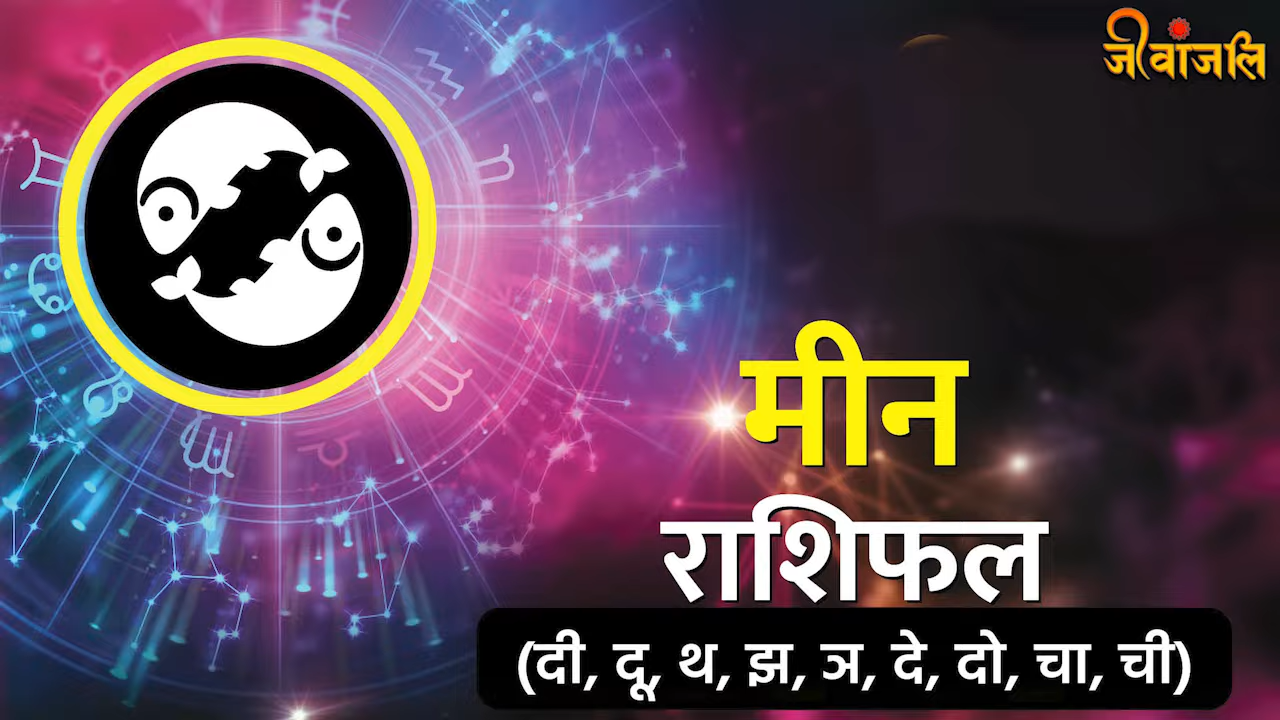 जीवांजलि
मीन
राशिफल
(दी, दू, थ, झ, ञ, दे, दो, चा, ची)